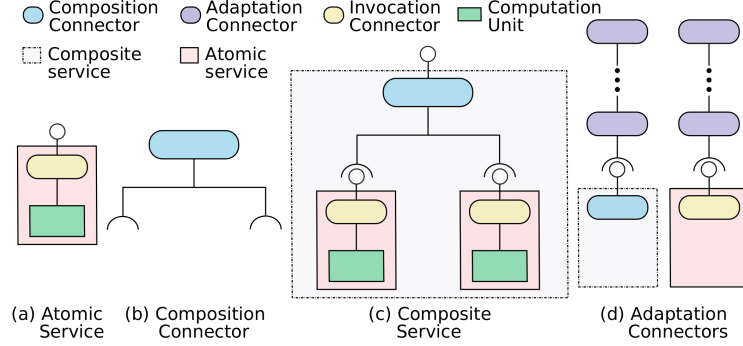 Composition
Connector
Adaptation
Connector
Invocation
Connector
Computation
Unit
Composite
service
Atomic
service
(a) Atomic
Service
(b) Composition
Connector
(c) Composite
Service
(d) Adaptation
Connectors